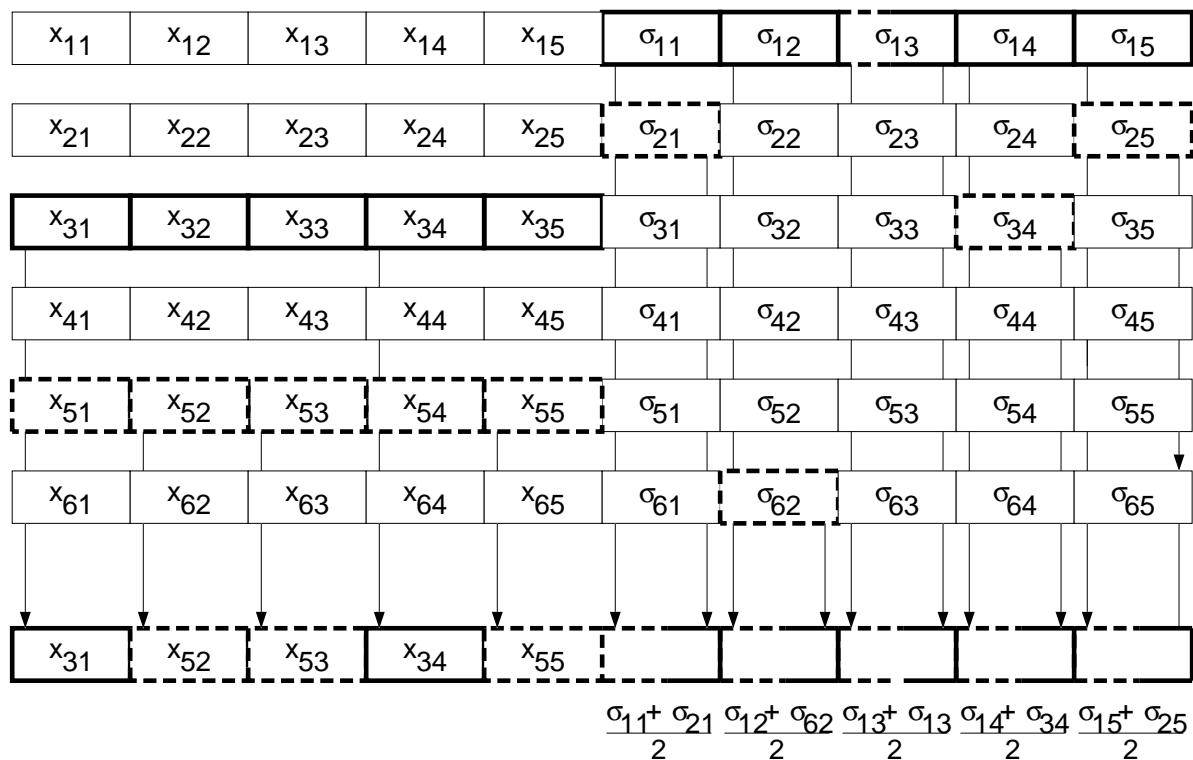 x₁₁ x₁₂ x₁₃ x₁₄ x₁₅ σ₁₁ σ₁₂ σ₁₃ σ₁₄ σ₁₅
x₂₁ x₂₂ x₂₃ x₂₄ x₂₅ σ₂₁ σ₂₂ σ₂₃ σ₂₄ σ₂₅
x₃₁ x₃₂ x₃₃ x₃₄ x₃₅ σ₃₁ σ₃₂ σ₃₃ σ₃₄ σ₃₅
x₄₁ x₄₂ x₄₃ x₄₄ x₄₅ σ₄₁ σ₄₂ σ₄₃ σ₄₄ σ₄₅
x₅₁ x₅₂ x₅₃ x₅₄ x₅₅ σ₅₁ σ₅₂ σ₅₃ σ₅₄ σ₅₅
x₆₁ x₆₂ x₆₃ x₆₄ x₆₅ σ₆₁ σ₆₂ σ₆₃ σ₆₄ σ₆₅
x₃₁ x₅₂ x₅₃ x₃₄ x₅₅
σ₁₁+ σ₂₁ σ₁₂+ σ₆₂ σ₁₃+ σ₁₃ σ₁₄+ σ₃₄ σ₁₅+ σ₂₅
2 2 2 2 2